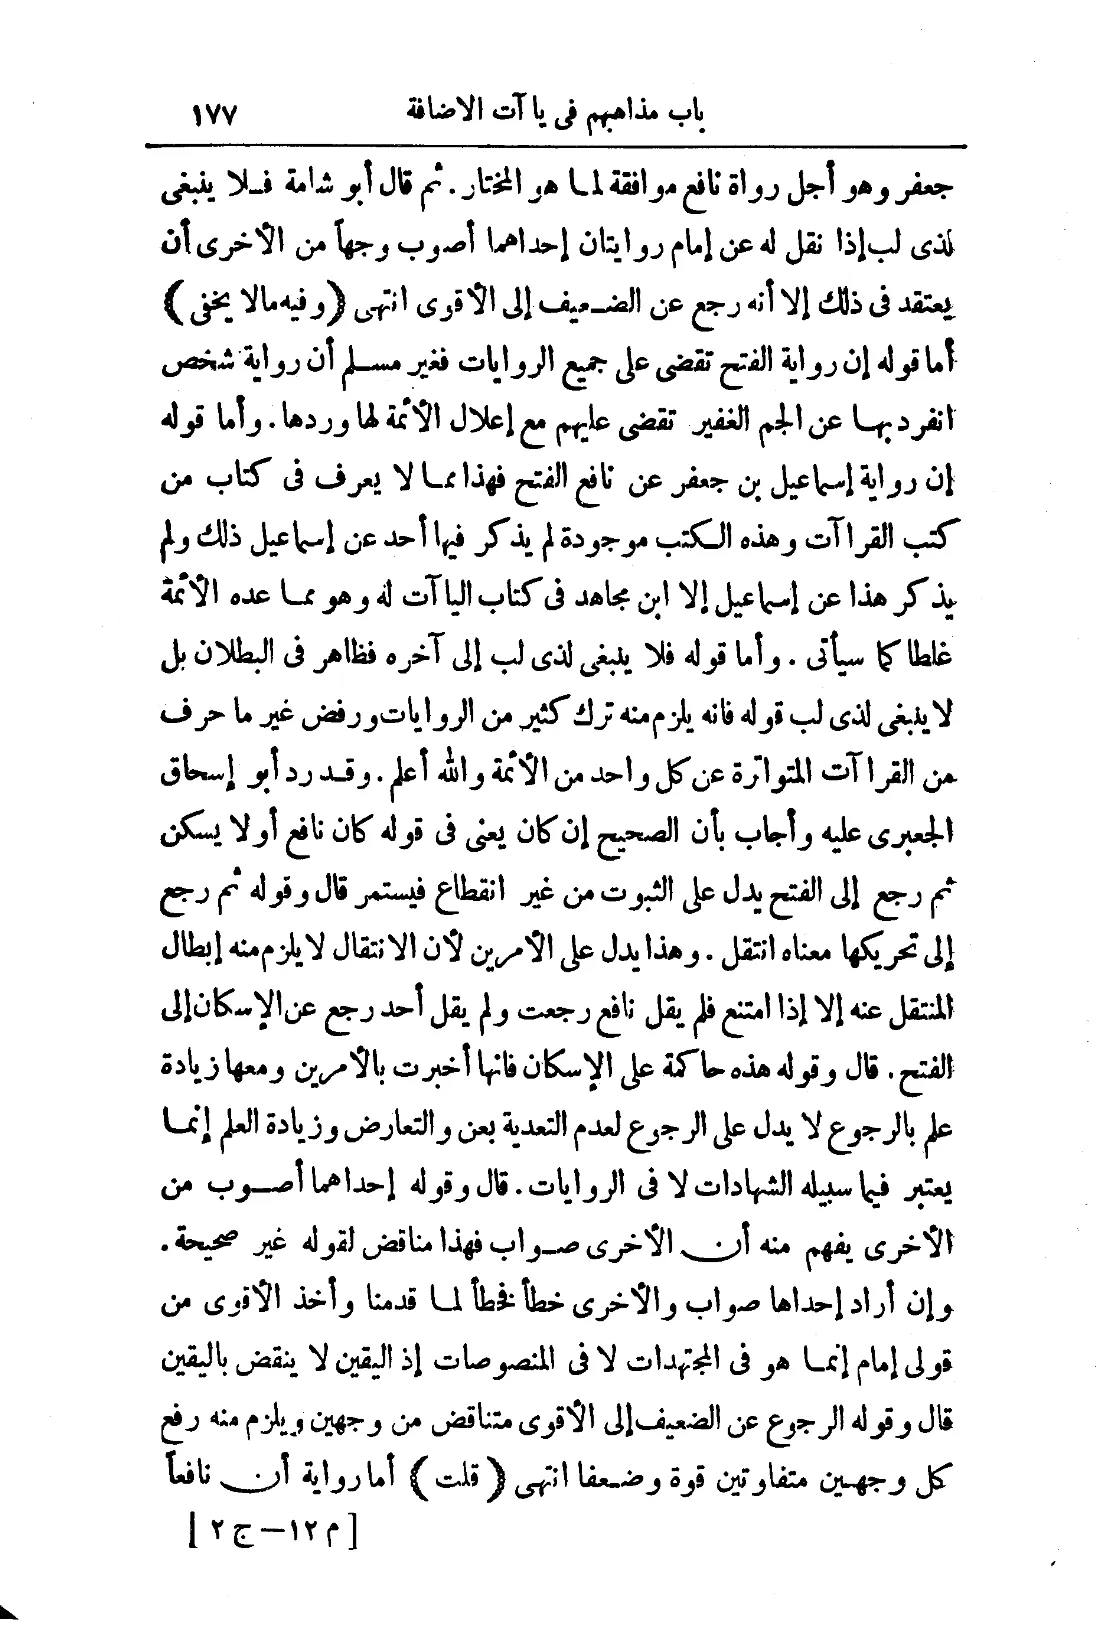 باب مذاهبهم فى ياآت الاضافة ١٧٧
جعفر وهو أجل رواة نافع موافقة لما هو المختار . ثم قال أبو شامة فلا ينبغى
لذى لب إذا نقل له عن إمام روايتان إحداهما أصوب وجهاً من الأخرى أن
يعتقد فى ذلك إلا أنه رجع عن الضعيف إلى الأقوى انتهى (وفيه مالا يخفى)
أما قوله إن رواية الفتح تقضى على جميع الروايات فغير مسلم أن رواية شخص
انفرد بها عن الجم الغفير تقضى عليهم مع إعلال الأئمة لها وردها . وأما قوله
إن رواية إسماعيل بن جعفر عن نافع الفتح فهذا مما لا يعرف فى كتاب من
كتب القراآت وهذه الكتب موجودة لم يذكر فيها أحد عن إسماعيل ذلك ولم
يذكر هذا عن إسماعيل إلا ابن مجاهد فى كتاب الياآت له وهو مما عده الأئمة
غلطا كما سيأتى . وأما قوله فلا ينبغى لذى لب إلى آخره فظاهر فى البطلان بل
لا ينبغى لذى لب قوله فانه يلزم منه ترك كثير من الروايات ورفض غير ما حرف
من القراآت المتواترة عن كل واحد من الأئمة والله أعلم . وقد رد أبو إسحاق
الجعبرى عليه وأجاب بأن الصحيح إن كان يعنى فى قوله كان نافع أولا يسكن
ثم رجع إلى الفتح يدل على الثبوت من غير انقطاع فيستمر قال وقوله ثم رجع
إلى تحريكها معناه انتقل . وهذا يدل على الأمرين لأن الانتقال لا يلزم منه إبطال
المنتقل عنه إلا إذا امتنع فلم يقل نافع رجعت ولم يقل أحد رجع عن الإسكان إلى
الفتح . قال وقوله هذه حاكمة على الإسكان فانها أخبرت بالأمرين ومعها زيادة
علم بالرجوع لا يدل على الرجوع لعدم التعدية بعن والتعارض وزيادة العلم إنما
يعتبر فيما سبيله الشهادات لا فى الروايات . قال وقوله إحداهما أصوب من
الأخرى يفهم منه أن الأخرى صواب فهذا مناقض لقوله غير صحيحة .
وإن أراد إحداها صواب والأخرى خطأ فخطأ لما قدمنا وأخذ الأقوى من
قولى إمام إنما هو فى المجتهدات لا فى المنصوصات إذ اليقين لا ينقض باليقين
قال وقوله الرجوع عن الضعيف إلى الأقوى متناقض من وجهين ويلزم منه رفع
كل وجهين متفاوتين قوة وضعفا انتهى (قلت) أما رواية أن نافعاً
[م ١٢ – ج ٢]